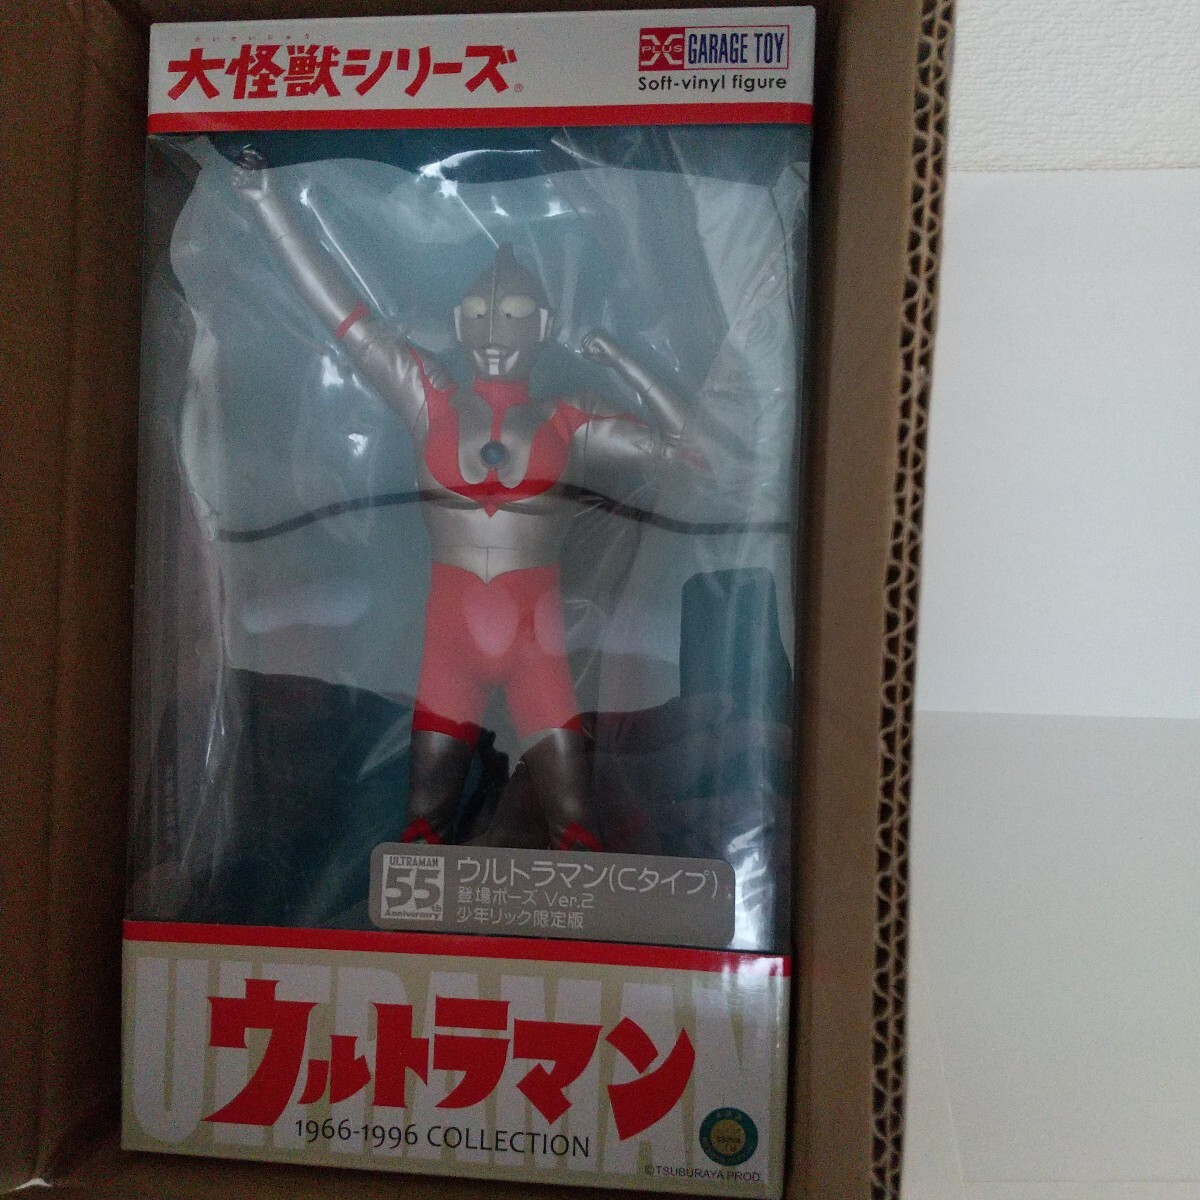 だいかいじゅう
大怪獣シリーズ®
X PLUS GARAGE TOY
Soft-vinyl figure
ULTRAMAN
55th
Anniversary
ウルトラマン(Cタイプ)
登場ポーズ Ver.2
少年リック限定版
ULTRAMAN
ウルトラマン
1966-1996 COLLECTION
©TSUBURAYA PROD.